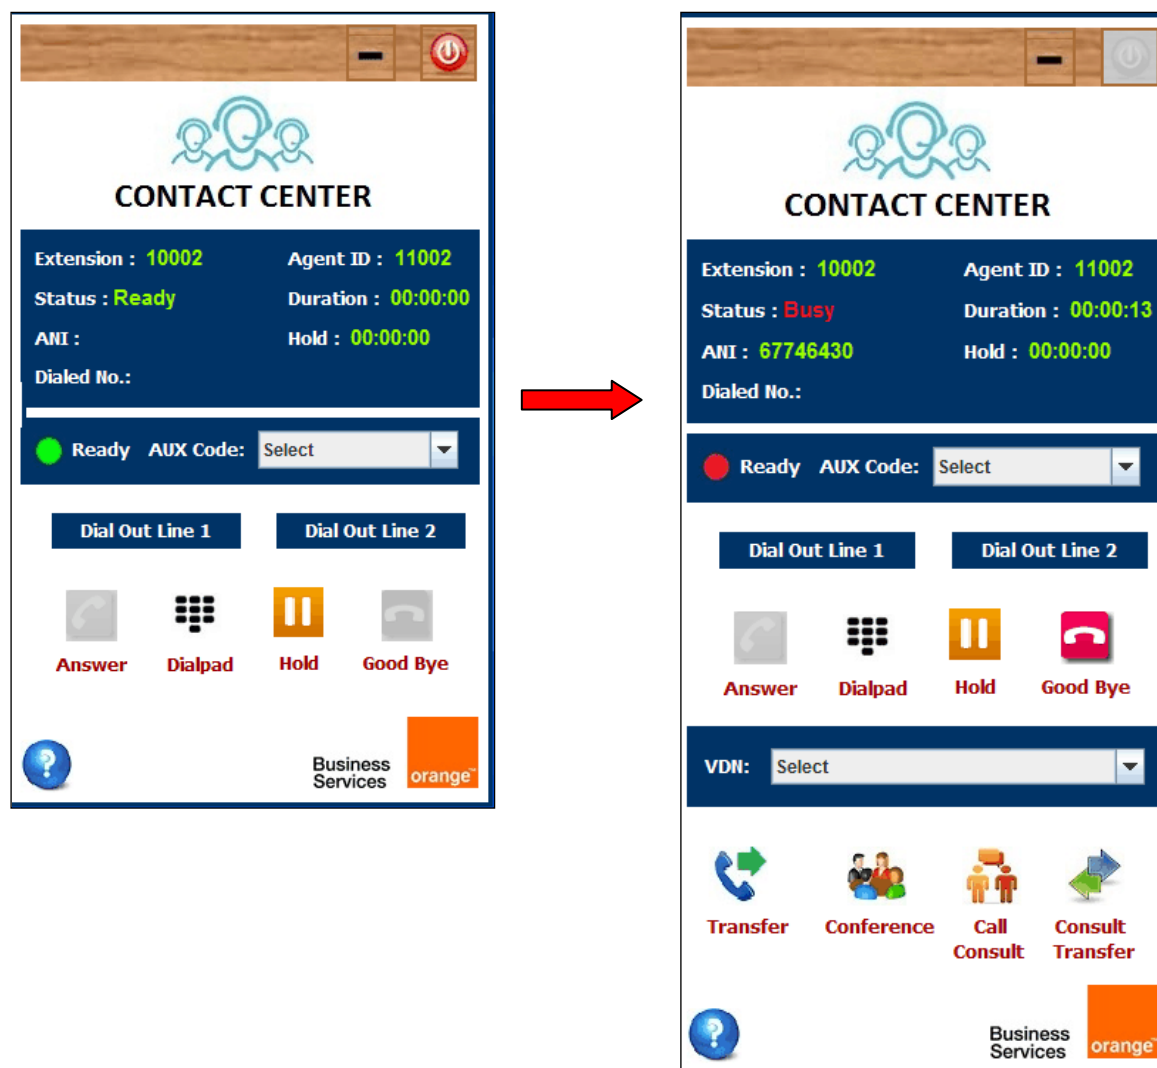 CONTACT CENTER
Extension : 10002 Agent ID : 11002
Status : Ready Duration : 00:00:00
ANI : Hold : 00:00:00
Dialed No.:
Ready AUX Code: Select
Dial Out Line 1 Dial Out Line 2
Answer Dialpad Hold Good Bye
?
Business
Services
orange™
CONTACT CENTER
Extension : 10002 Agent ID : 11002
Status : Busy Duration : 00:00:13
ANI : 67746430 Hold : 00:00:00
Dialed No.:
Ready AUX Code: Select
Dial Out Line 1 Dial Out Line 2
Answer Dialpad Hold Good Bye
VDN: Select
Transfer Conference Call Consult
Consult Transfer
?
Business
Services
orange™